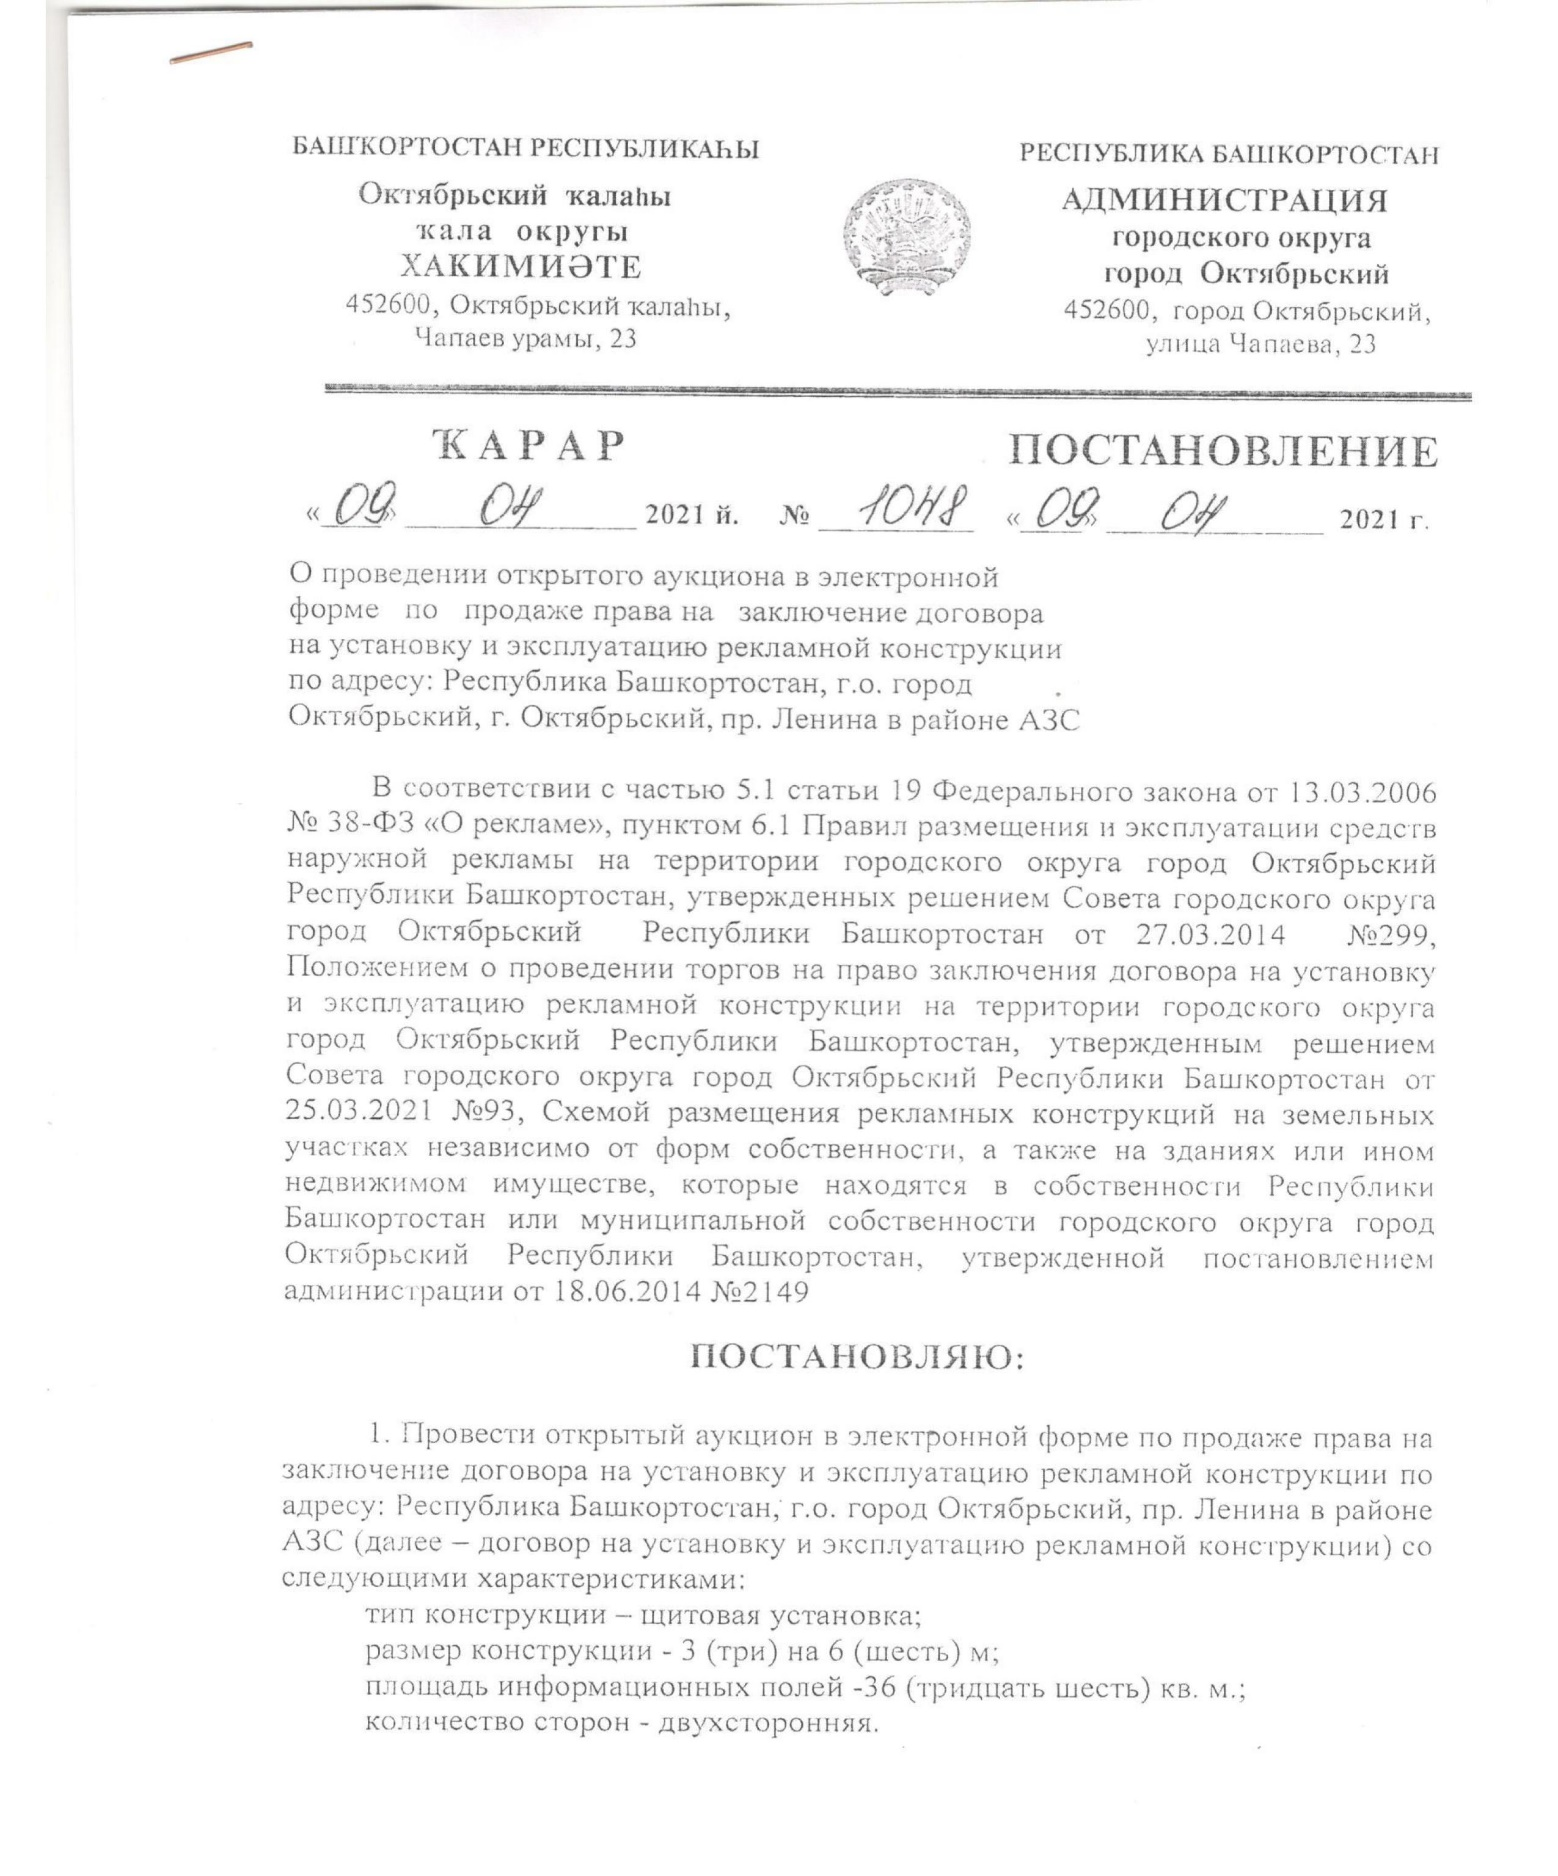 БАШҠОРТОСТАН РЕСПУБЛИКАҺЫ
Октябрьский ҡалаһы
ҡала округы
ХАКИМИӘТЕ
452600, Октябрьский ҡалаһы,
Чапаев урамы, 23
РЕСПУБЛИКА БАШКОРТОСТАН
АДМИНИСТРАЦИЯ
городского округа
город Октябрьский
452600, город Октябрьский,
улица Чапаева, 23
ҠАРАР
ПОСТАНОВЛЕНИЕ
«09» 04 2021 й. № 1048 «09» 04 2021 г.
О проведении открытого аукциона в электронной
форме по продаже права на заключение договора
на установку и эксплуатацию рекламной конструкции
по адресу: Республика Башкортостан, г.о. город
Октябрьский, г. Октябрьский, пр. Ленина в районе АЗС
В соответствии с частью 5.1 статьи 19 Федерального закона от 13.03.2006
№ 38-ФЗ «О рекламе», пунктом 6.1 Правил размещения и эксплуатации средств
наружной рекламы на территории городского округа город Октябрьский
Республики Башкортостан, утвержденных решением Совета городского округа
город Октябрьский Республики Башкортостан от 27.03.2014 №299,
Положением о проведении торгов на право заключения договора на установку
и эксплуатацию рекламной конструкции на территории городского округа
город Октябрьский Республики Башкортостан, утвержденным решением
Совета городского округа город Октябрьский Республики Башкортостан от
25.03.2021 №93, Схемой размещения рекламных конструкций на земельных
участках независимо от форм собственности, а также на зданиях или ином
недвижимом имуществе, которые находятся в собственности Республики
Башкортостан или муниципальной собственности городского округа город
Октябрьский Республики Башкортостан, утвержденной постановлением
администрации от 18.06.2014 №2149
ПОСТАНОВЛЯЮ:
1. Провести открытый аукцион в электронной форме по продаже права на
заключение договора на установку и эксплуатацию рекламной конструкции по
адресу: Республика Башкортостан, г.о. город Октябрьский, пр. Ленина в районе
АЗС (далее – договор на установку и эксплуатацию рекламной конструкции) со
следующими характеристиками:
тип конструкции – щитовая установка;
размер конструкции - 3 (три) на 6 (шесть) м;
площадь информационных полей -36 (тридцать шесть) кв. м.;
количество сторон - двухсторонняя.